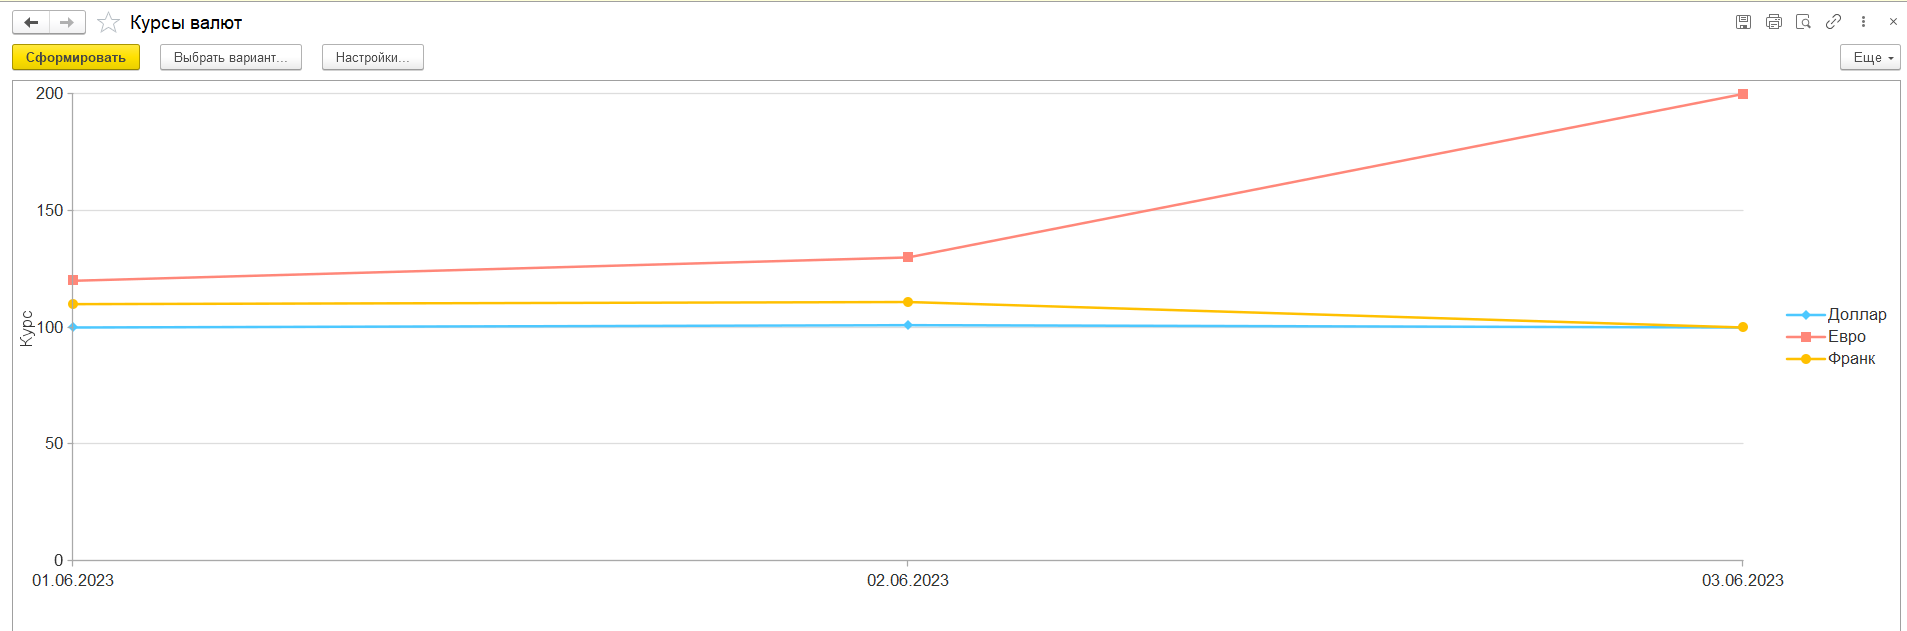 Курсы валют
Сформировать
Выбрать вариант...
Настройки...
Еще
200
150
100
50
0
Курс
01.06.2023
02.06.2023
03.06.2023
Доллар
Евро
Франк